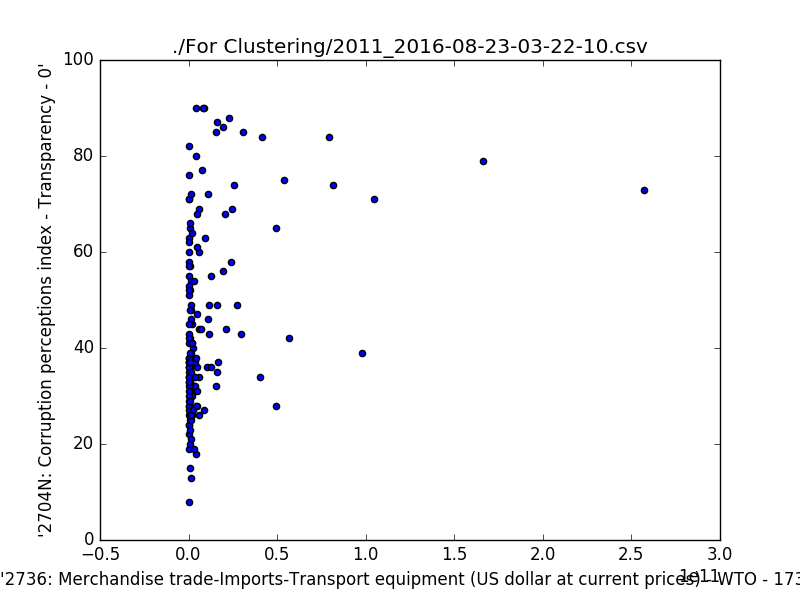 ./For Clustering/2011_2016-08-23-03-22-10.csv
100
80
60
40
20
0
'2704N: Corruption perceptions index - Transparency - 0'
−0.5 0.0 0.5 1.0 1.5 2.0 2.5 3.0
1e11
'2736: Merchandise trade-Imports-Transport equipment (US dollar at current prices) - WTO - 173